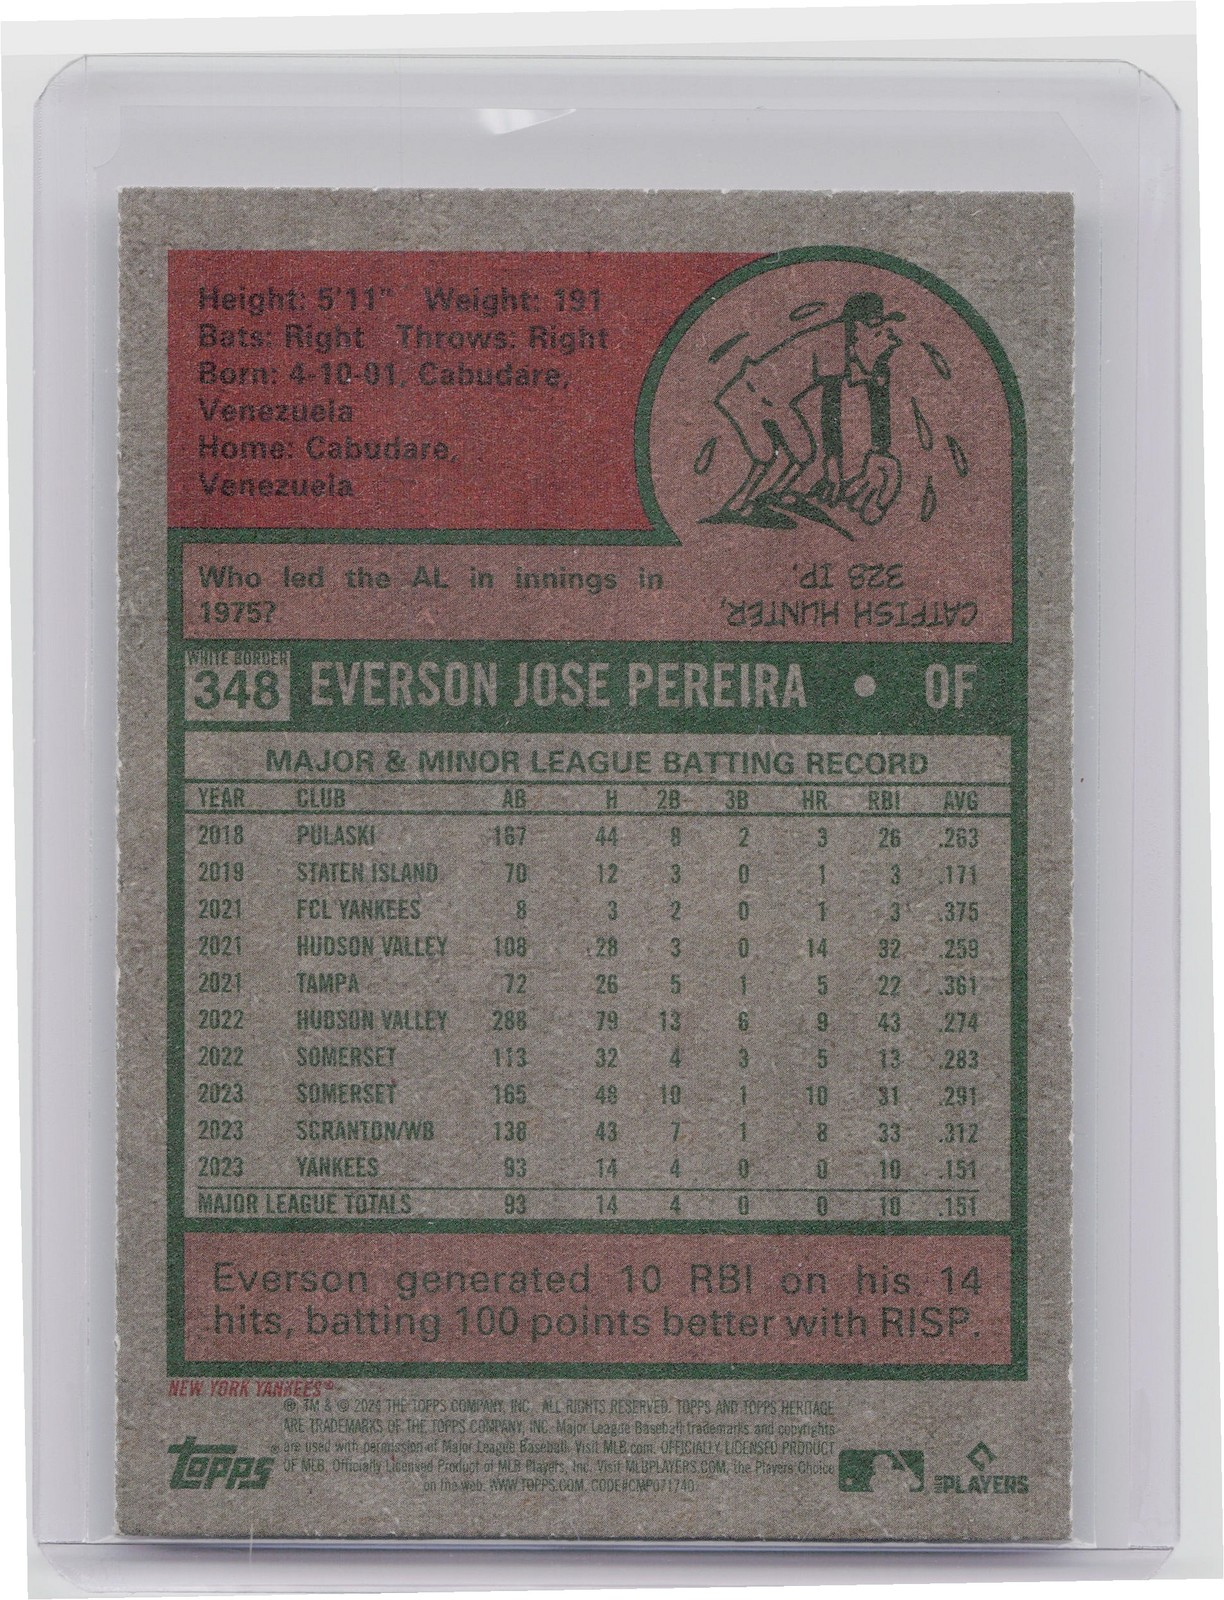 Height: 5'11" Weight: 191
Bats: Right Throws: Right
Born: 4-10-01, Cabudare,
Venezuela
Home: Cabudare,
Venezuela
Who led the AL in innings in
1975?
CATFISH HUNTER,
328 IP.
WHITE BORDER
348 EVERSON JOSE PEREIRA • OF
MAJOR & MINOR LEAGUE BATTING RECORD
YEAR CLUB AB H 2B 3B HR RBI AVG
2018 PULASKI 167 44 8 2 3 26 .263
2019 STATEN ISLAND 70 12 3 0 1 3 .171
2021 FCL YANKEES 8 3 2 0 1 3 .375
2021 HUDSON VALLEY 108 28 3 0 14 32 .259
2021 TAMPA 72 26 5 1 5 22 .361
2022 HUDSON VALLEY 288 79 13 6 9 43 .274
2022 SOMERSET 113 32 4 3 5 13 .283
2023 SOMERSET 165 48 10 1 10 31 .291
2023 SCRANTON/WB 138 43 7 1 8 33 .312
2023 YANKEES 93 14 4 0 0 10 .151
MAJOR LEAGUE TOTALS 93 14 4 0 0 10 .151
Everson generated 10 RBI on his 14
hits, batting 100 points better with RISP.
NEW YORK YANKEES®
®, TM & © 2024 THE TOPPS COMPANY, INC. ALL RIGHTS RESERVED. TOPPS AND TOPPS HERITAGE
ARE TRADEMARKS OF THE TOPPS COMPANY, INC. Major League Baseball trademarks and copyrights
are used with permission of Major League Baseball. Visit MLB.com. OFFICIALLY LICENSED PRODUCT
OF MLB. Officially Licensed Product of MLB Players, Inc. Visit MLBPLAYERS.COM, the Players Choice
on the web. WWW.TOPPS.COM. CODE#CMP071740
Topps®
MLB PLAYERS